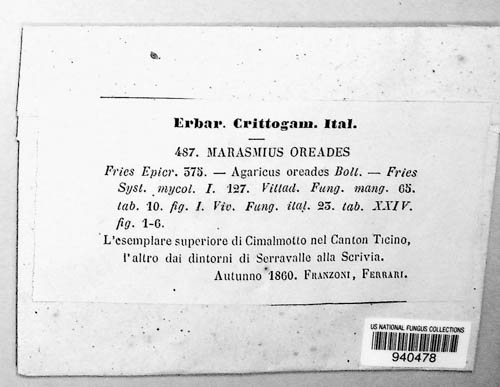 Erbar. Crittogam. Ital.
487. MARASMIUS OREADES
Fries Epicr. 375. — Agaricus oreades Bolt. — Fries
Syst. mycol. I. 127. Vittad. Fung. mang. 65.
tab. 10. fig. I. Viv. Fung. ital. 23. tab. XXIV.
fig. 1-6.
L'esemplare superiore di Cimalmotto nel Canton Ticino,
l'altro dai dintorni di Serravalle alla Scrivia.
Autunno 1860. FRANZONI, FERRARI.
US NATIONAL FUNGUS COLLECTIONS
940478